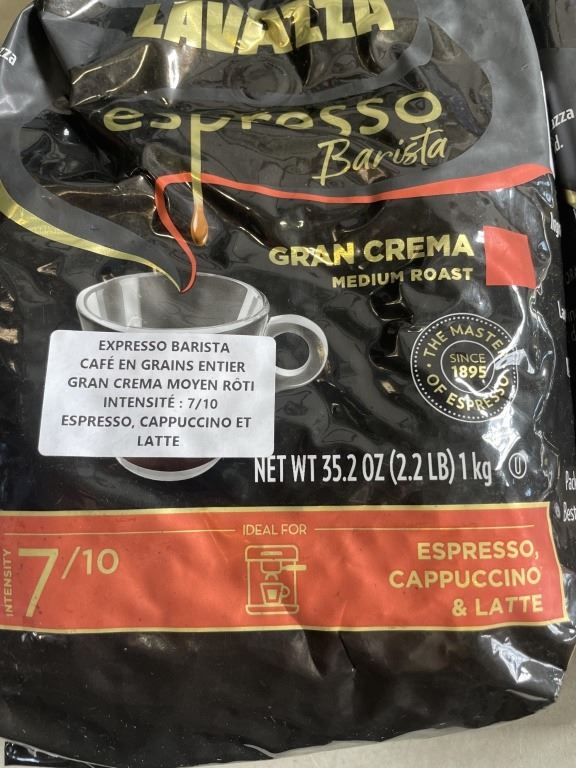 LAVAZZA
espresso
Barista
GRAN CREMA
MEDIUM ROAST
THE MASTER OF ESPRESSO
SINCE
1895
EXPRESSO BARISTA
CAFÉ EN GRAINS ENTIER
GRAN CREMA MOYEN RÔTI
INTENSITÉ : 7/10
ESPRESSO, CAPPUCCINO ET
LATTE
NET WT 35.2 OZ (2.2 LB) 1 kg U
INTENSITY
7/10
IDEAL FOR
ESPRESSO,
CAPPUCCINO
& LATTE